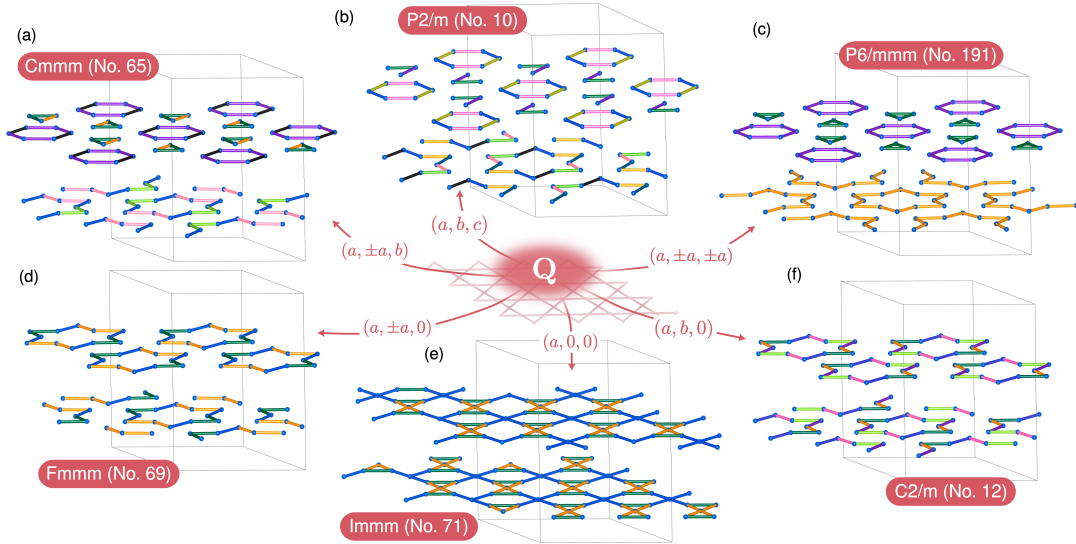 (a)
Cmmm (No. 65)
(b)
P2/m (No. 10)
(c)
P6/mmm (No. 191)
(a, b, c)
(a, ±a, b)
Q
(a, ±a, ±a)
(d)
(a, ±a, 0)
(a, 0, 0)
(a, b, 0)
(f)
(e)
Fmmm (No. 69)
Immm (No. 71)
C2/m (No. 12)